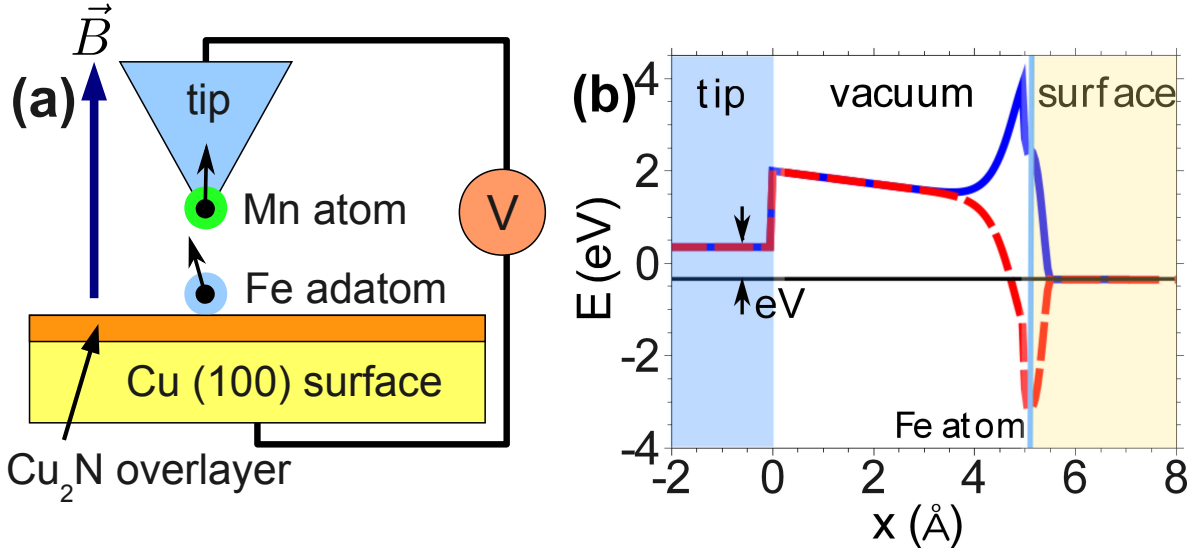 (a)
B
tip
Mn atom
V
Fe adatom
Cu (100) surface
Cu2N overlayer
(b)
tip vacuum surface
4
2
0
-2
-4
E (eV)
eV
Fe atom
-2 0 2 4 6 8
x (Å)